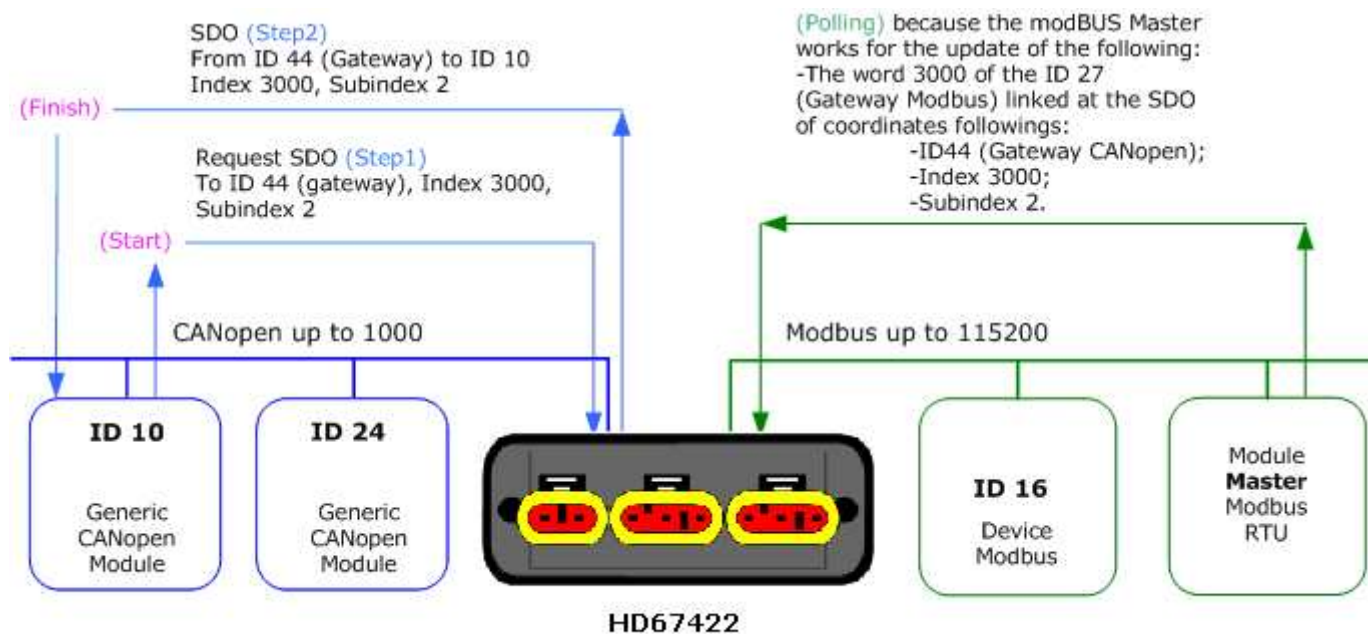 SDO (Step2)
From ID 44 (Gateway) to ID 10
Index 3000, Subindex 2
(Finish)
Request SDO (Step1)
To ID 44 (gateway), Index 3000,
Subindex 2
(Start)
(Polling) because the modBUS Master
works for the update of the following:
-The word 3000 of the ID 27
(Gateway Modbus) linked at the SDO
of coordinates followings:
-ID44 (Gateway CANopen);
-Index 3000;
-Subindex 2.
CANopen up to 1000
Modbus up to 115200
ID 10
Generic
CANopen
Module
ID 24
Generic
CANopen
Module
ID 16
Device
Modbus
Module
Master
Modbus
RTU
HD67422